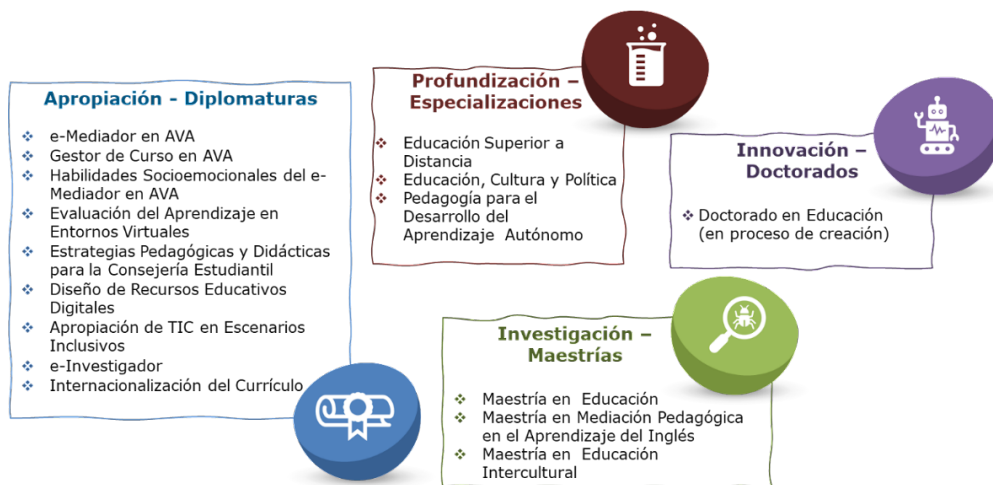 Apropiación - Diplomaturas
❖ e-Mediador en AVA
❖ Gestor de Curso en AVA
❖ Habilidades Socioemocionales del e-
Mediador en AVA
❖ Evaluación del Aprendizaje en
Entornos Virtuales
❖ Estrategias Pedagógicas y Didácticas
para la Consejería Estudiantil
❖ Diseño de Recursos Educativos
Digitales
❖ Apropiación de TIC en Escenarios
Inclusivos
❖ e-Investigador
❖ Internacionalización del Currículo
Profundización –
Especializaciones
❖ Educación Superior a
Distancia
❖ Educación, Cultura y Política
❖ Pedagogía para el
Desarrollo del
Aprendizaje Autónomo
Innovación –
Doctorados
❖ Doctorado en Educación
(en proceso de creación)
Investigación –
Maestrías
❖ Maestría en Educación
❖ Maestría en Mediación Pedagógica
en el Aprendizaje del Inglés
❖ Maestría en Educación
Intercultural